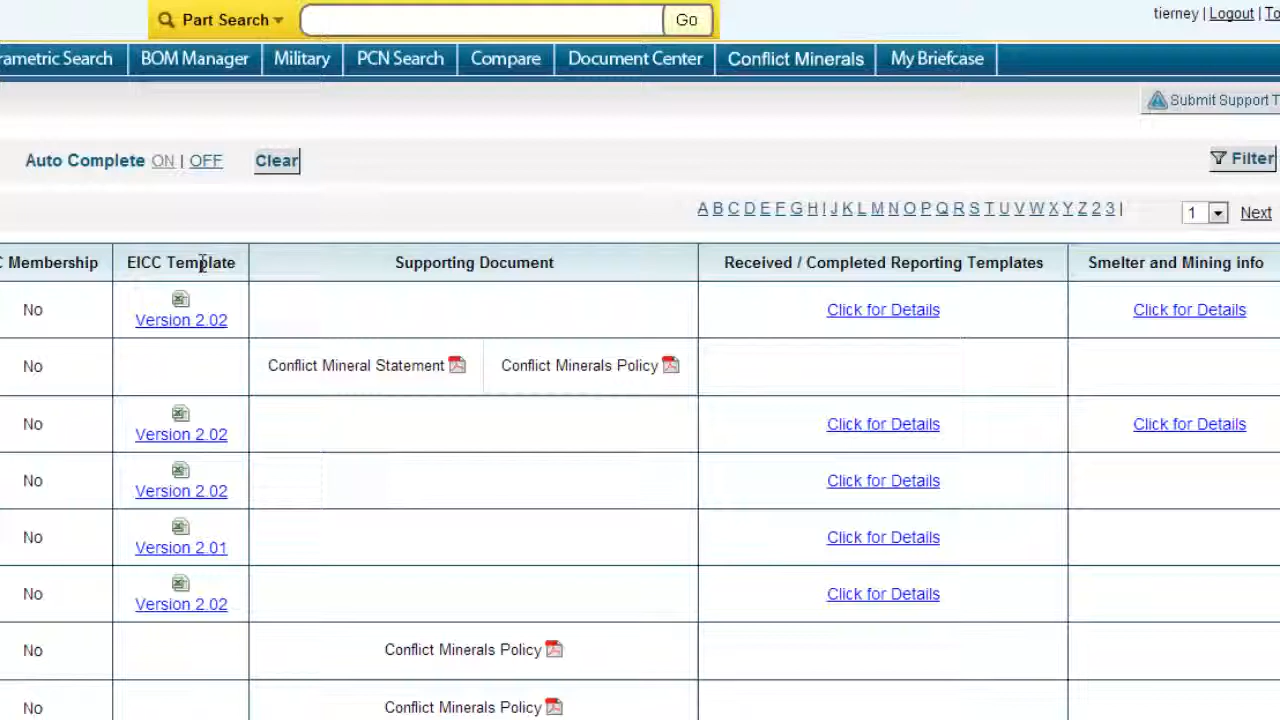 Part Search Go
tierney | Logout | To
rametric Search BOM Manager Military PCN Search Compare Document Center Conflict Minerals My Briefcase
Submit Support T
Auto Complete ON | OFF Clear
Filter
A B C D E F G H I J K L M N O P Q R S T U V W X Y Z 2 3 |
1 Next
C Membership EICC Template Supporting Document Received / Completed Reporting Templates Smelter and Mining info
No Version 2.02 Click for Details Click for Details
No Conflict Mineral Statement Conflict Minerals Policy
No Version 2.02 Click for Details Click for Details
No Version 2.02 Click for Details
No Version 2.01 Click for Details
No Version 2.02 Click for Details
No Conflict Minerals Policy
No Conflict Minerals Policy